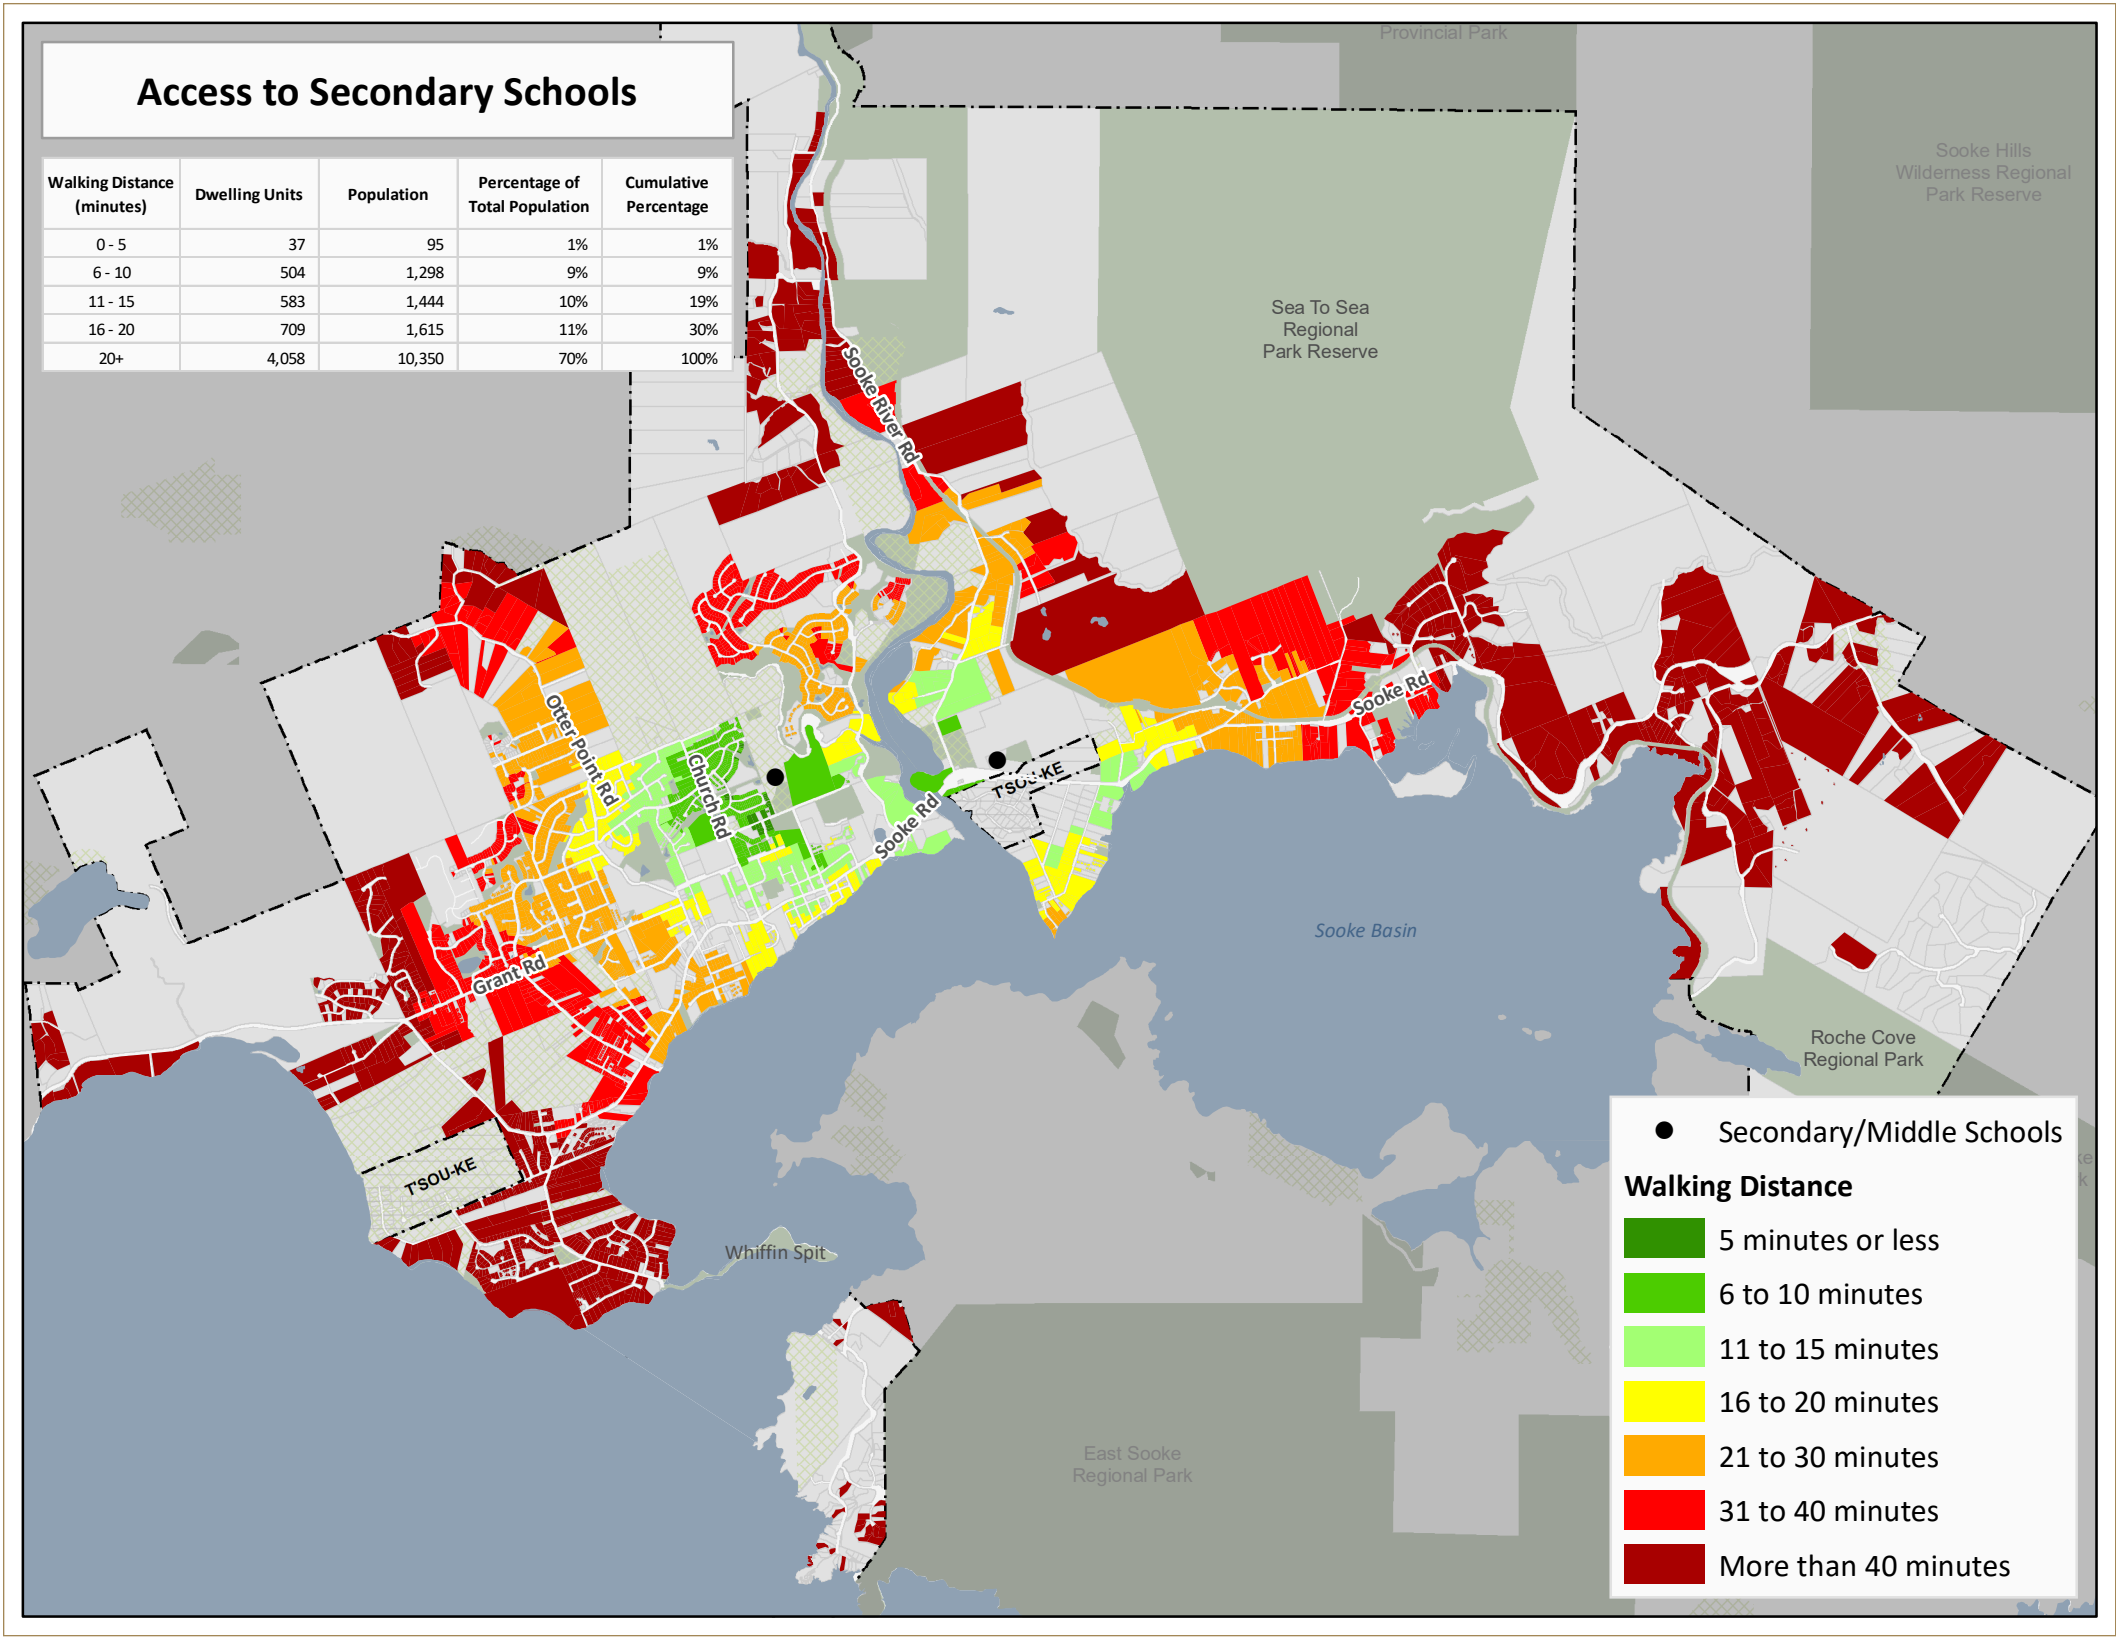 Access to Secondary Schools
Walking Distance (minutes) Dwelling Units Population Percentage of Total Population Cumulative Percentage
0 - 5 37 95 1% 1%
6 - 10 504 1,298 9% 9%
11 - 15 583 1,444 10% 19%
16 - 20 709 1,615 11% 30%
20+ 4,058 10,350 70% 100%
Provincial Park
Sooke Hills
Wilderness Regional
Park Reserve
Sea To Sea
Regional
Park Reserve
Sooke River Rd
Otter Point Rd
Church Rd
Sooke Rd
Sooke Rd
T'SOU-KE
Grant Rd
Sooke Basin
Roche Cove
Regional Park
T'SOU-KE
Whiffin Spit
East Sooke
Regional Park
Secondary/Middle Schools
Walking Distance
5 minutes or less
6 to 10 minutes
11 to 15 minutes
16 to 20 minutes
21 to 30 minutes
31 to 40 minutes
More than 40 minutes